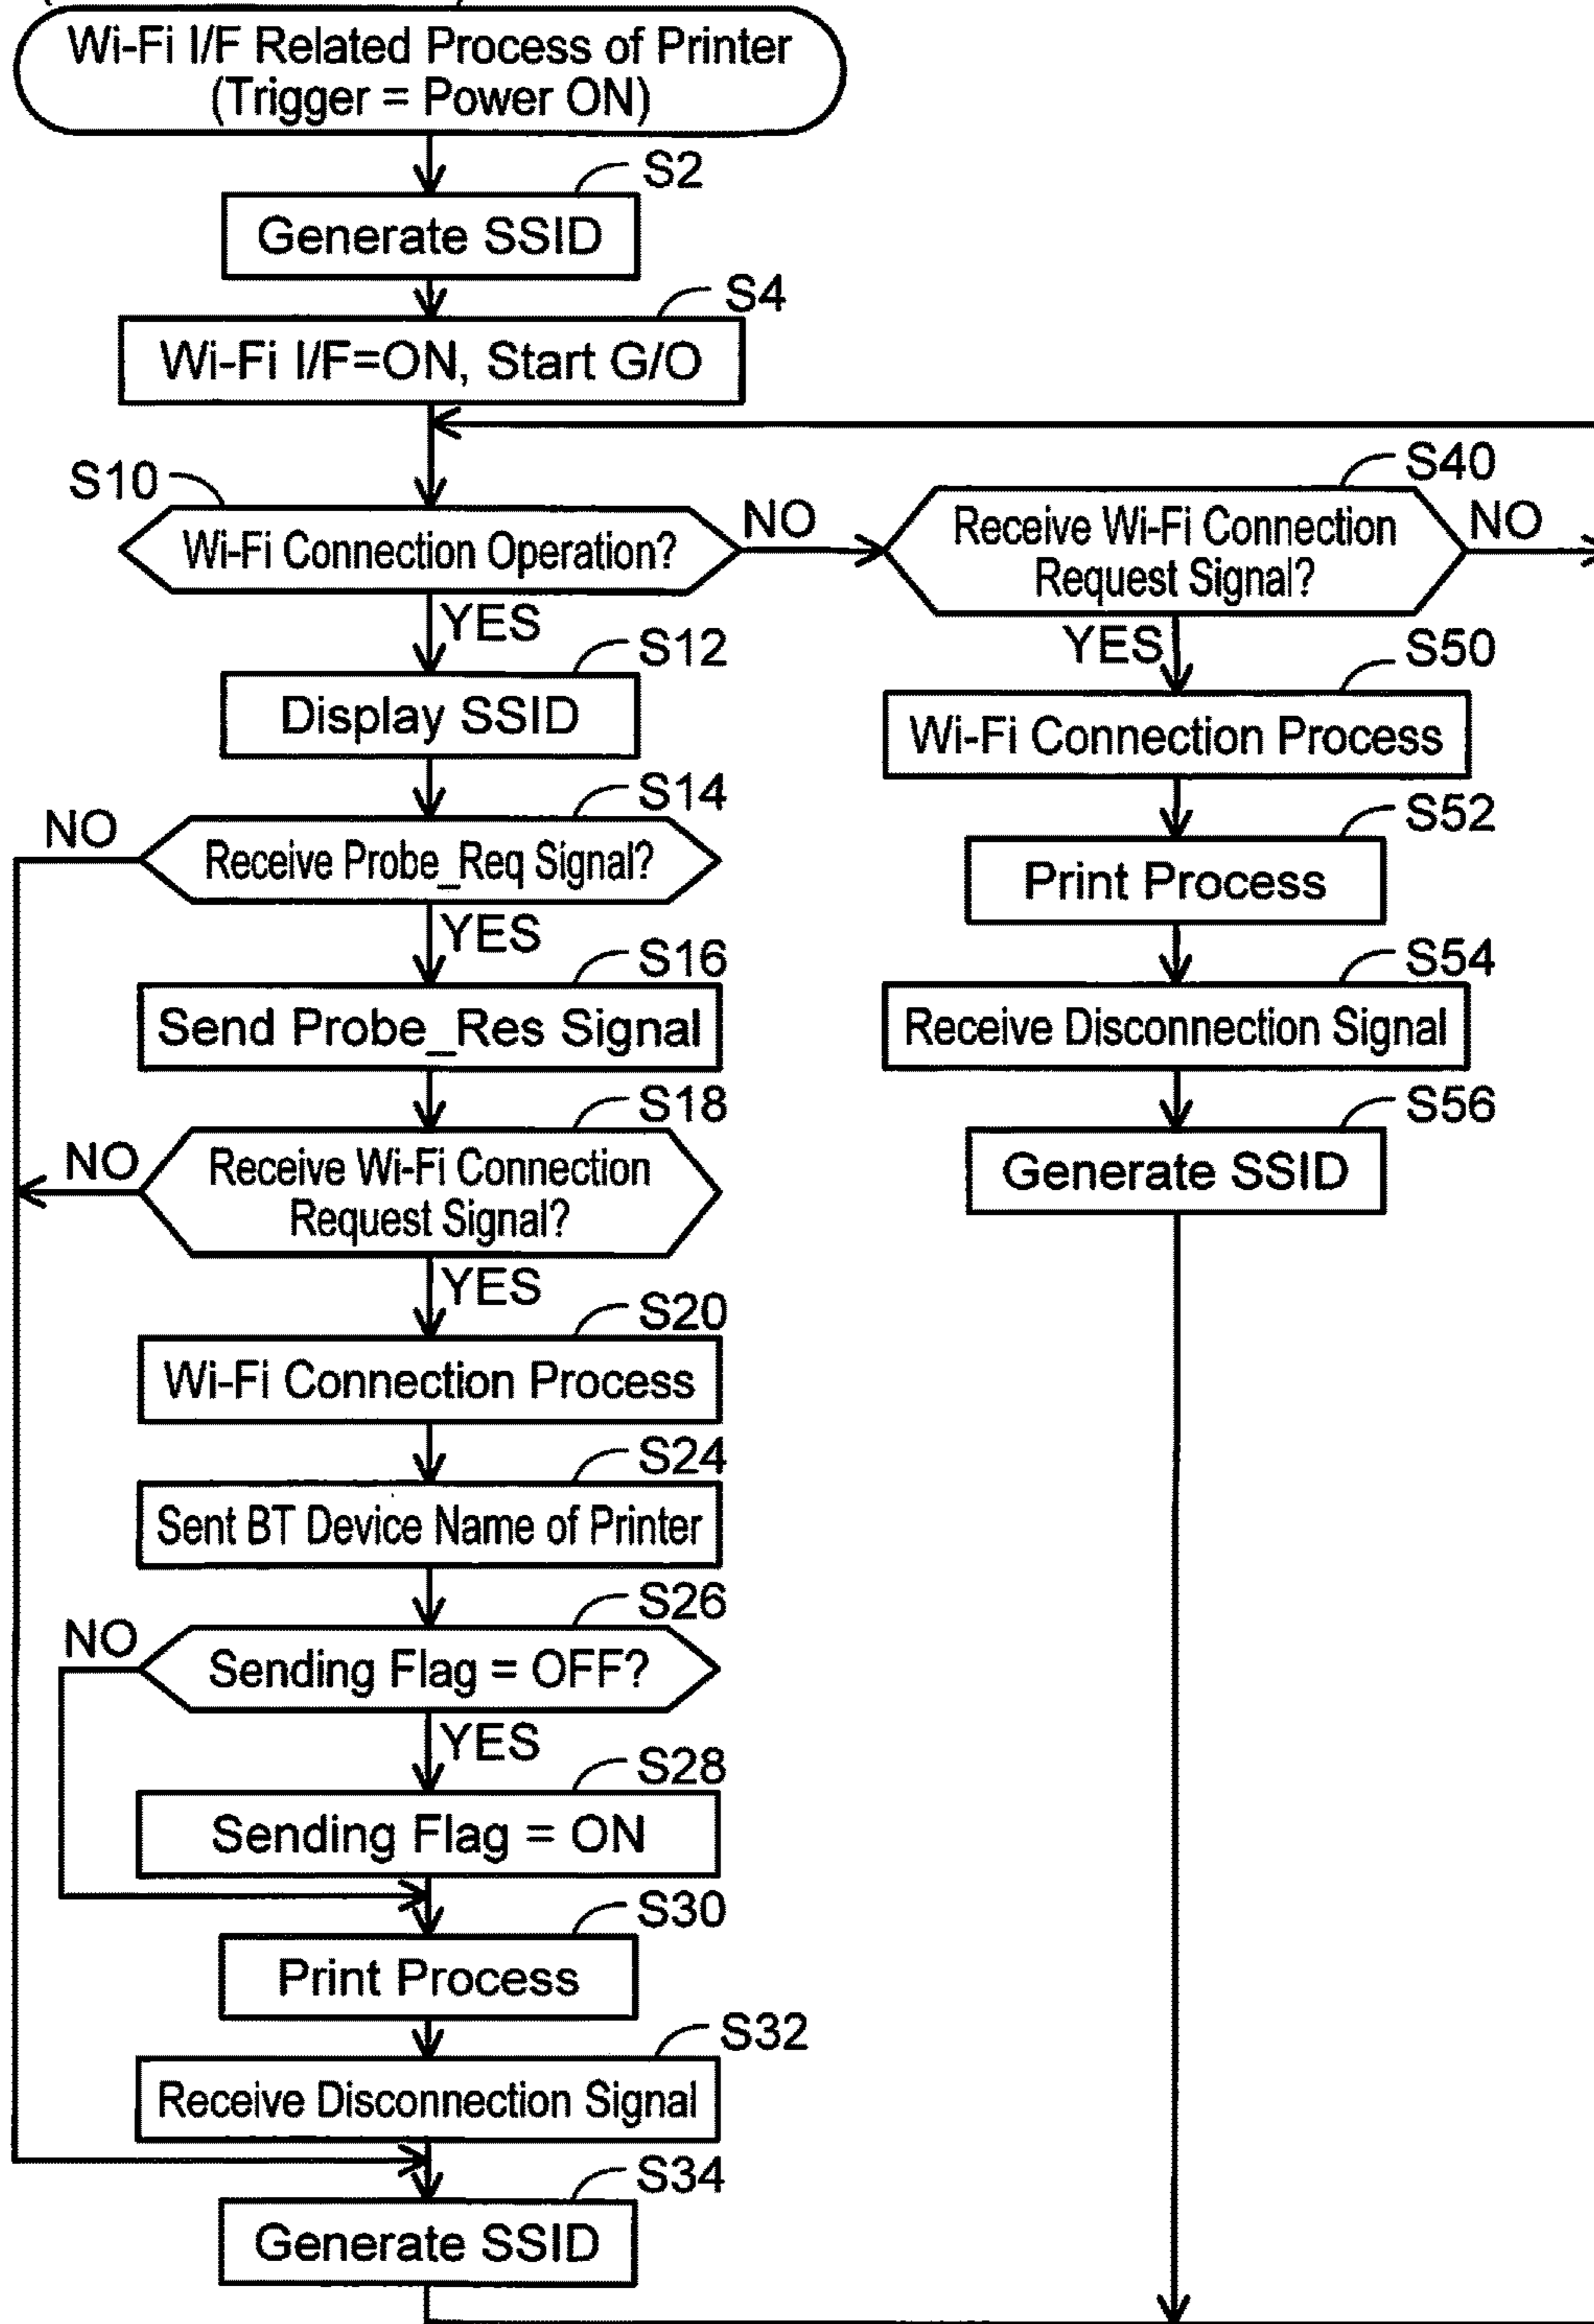 Wi-Fi I/F Related Process of Printer
(Trigger = Power ON)
S2
Generate SSID
S4
Wi-Fi I/F=ON, Start G/O
S10
Wi-Fi Connection Operation?
NO
YES
S40
Receive Wi-Fi Connection
Request Signal?
NO
YES
S12
Display SSID
S14
Receive Probe_Req Signal?
NO
YES
S16
Send Probe_Res Signal
S18
Receive Wi-Fi Connection
Request Signal?
NO
YES
S20
Wi-Fi Connection Process
S24
Sent BT Device Name of Printer
S26
Sending Flag = OFF?
NO
YES
S28
Sending Flag = ON
S30
Print Process
S32
Receive Disconnection Signal
S34
Generate SSID
S50
Wi-Fi Connection Process
S52
Print Process
S54
Receive Disconnection Signal
S56
Generate SSID